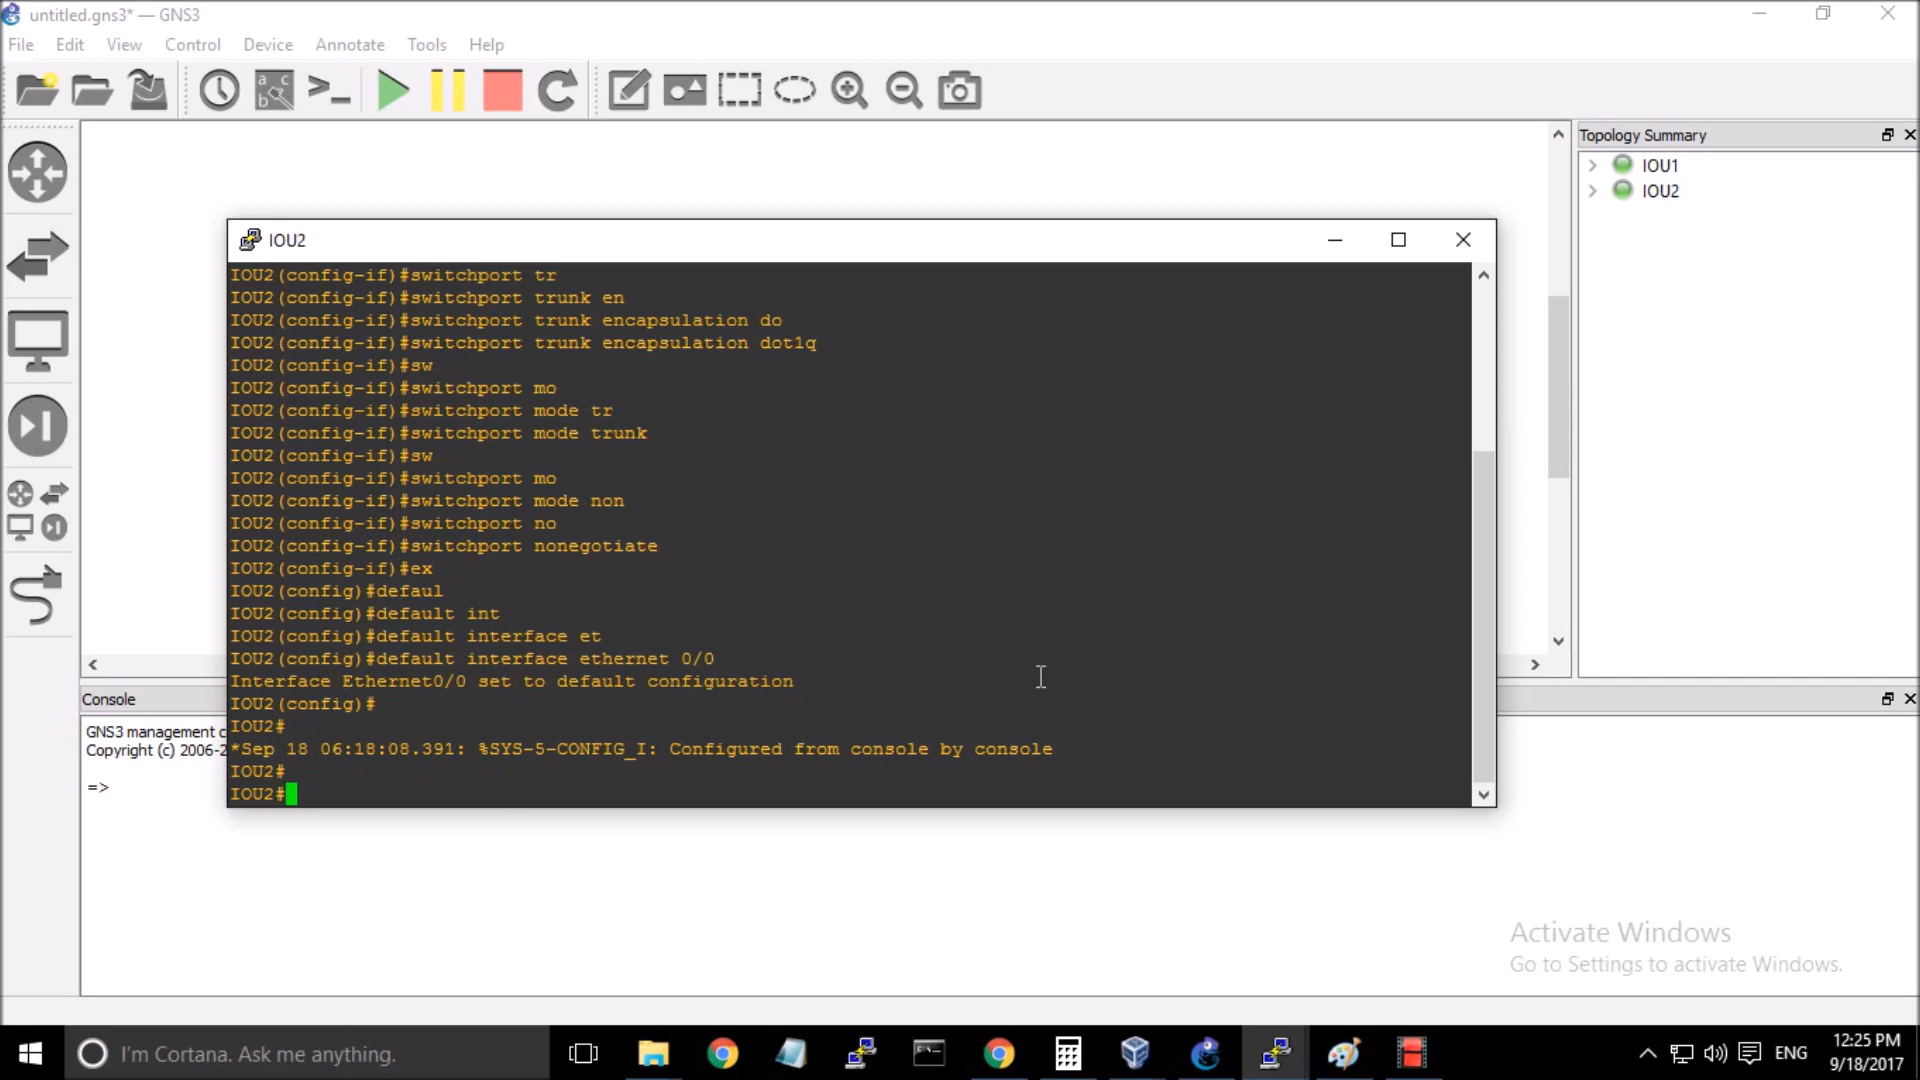 untitled.gns3* — GNS3
File Edit View Control Device Annotate Tools Help
Topology Summary
IOU1
IOU2
IOU2
IOU2(config-if)#switchport tr
IOU2(config-if)#switchport trunk en
IOU2(config-if)#switchport trunk encapsulation do
IOU2(config-if)#switchport trunk encapsulation dot1q
IOU2(config-if)#sw
IOU2(config-if)#switchport mo
IOU2(config-if)#switchport mode tr
IOU2(config-if)#switchport mode trunk
IOU2(config-if)#sw
IOU2(config-if)#switchport mo
IOU2(config-if)#switchport mode non
IOU2(config-if)#switchport no
IOU2(config-if)#switchport nonegotiate
IOU2(config-if)#ex
IOU2(config)#defaul
IOU2(config)#default int
IOU2(config)#default interface et
IOU2(config)#default interface ethernet 0/0
Interface Ethernet0/0 set to default configuration
IOU2(config)#
IOU2#
*Sep 18 06:18:08.391: %SYS-5-CONFIG_I: Configured from console by console
IOU2#
IOU2#
Console
GNS3 management c
Copyright (c) 2006-2
=>
Activate Windows
Go to Settings to activate Windows.
I'm Cortana. Ask me anything.
ENG
12:25 PM
9/18/2017